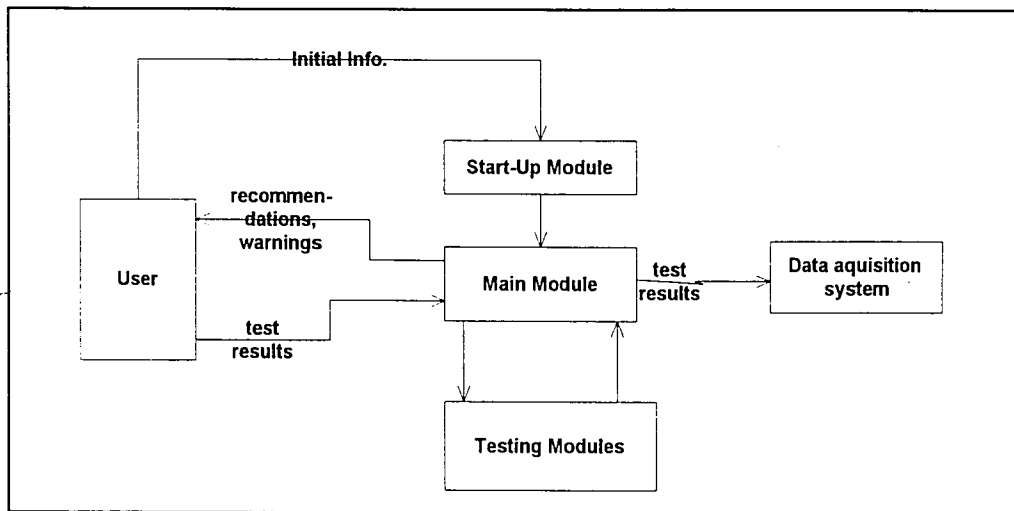 Initial Info.
Start-Up Module
recommen-
dations,
warnings
User
Main Module
test
results
Data aquisition
system
test
results
Testing Modules